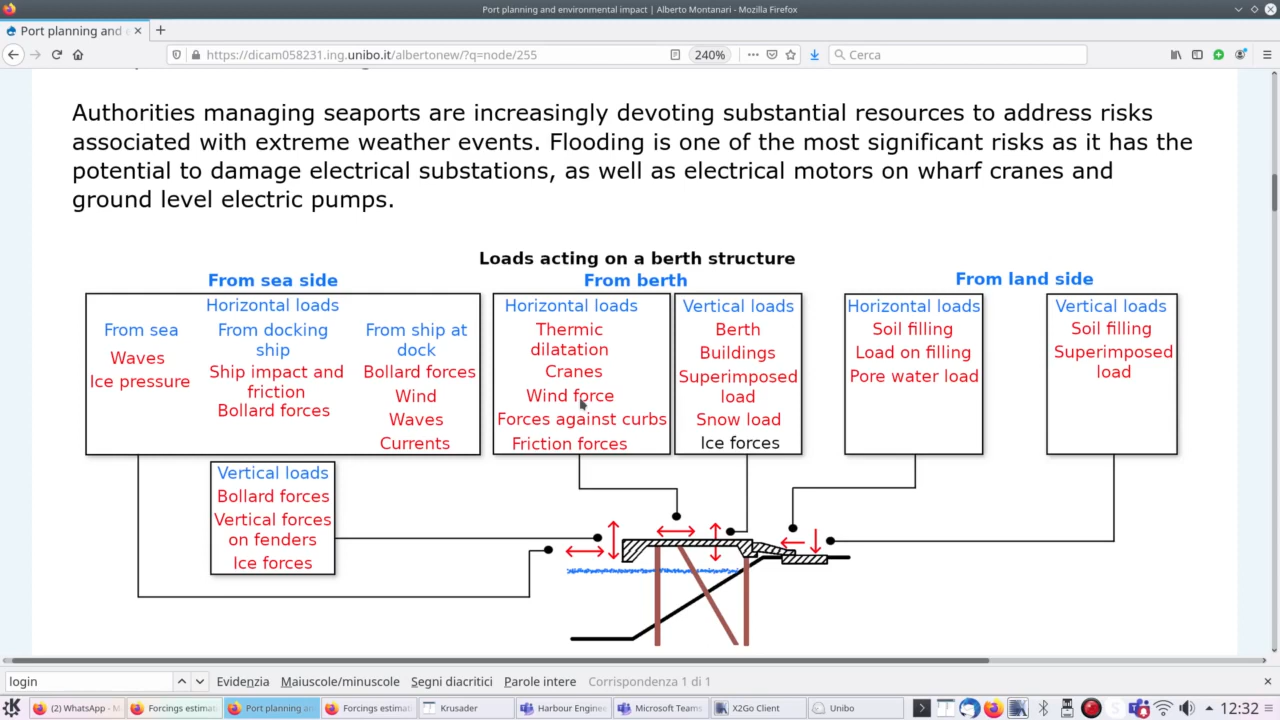 Port planning and environmental impact | Alberto Montanari - Mozilla Firefox
Port planning and e
https://dicam058231.ing.unibo.it/albertonew/?q=node/255
240%
Cerca
Authorities managing seaports are increasingly devoting substantial resources to address risks
associated with extreme weather events. Flooding is one of the most significant risks as it has the
potential to damage electrical substations, as well as electrical motors on wharf cranes and
ground level electric pumps.
Loads acting on a berth structure
From sea side
From berth
From land side
Horizontal loads
From sea
Waves
Ice pressure
From docking
ship
Ship impact and
friction
Bollard forces
From ship at
dock
Bollard forces
Wind
Waves
Currents
Horizontal loads
Thermic
dilatation
Cranes
Wind force
Forces against curbs
Friction forces
Vertical loads
Berth
Buildings
Superimposed
load
Snow load
Ice forces
Horizontal loads
Soil filling
Load on filling
Pore water load
Vertical loads
Soil filling
Superimposed
load
Vertical loads
Bollard forces
Vertical forces
on fenders
Ice forces
login
Evidenzia
Maiuscole/minuscole
Segni diacritici
Parole intere
Corrispondenza 1 di 1
(2) WhatsApp - M
Forcings estimat
Port planning an
Forcings estimat
Krusader
Harbour Enginee
Microsoft Teams
X2Go Client
Unibo
12:32